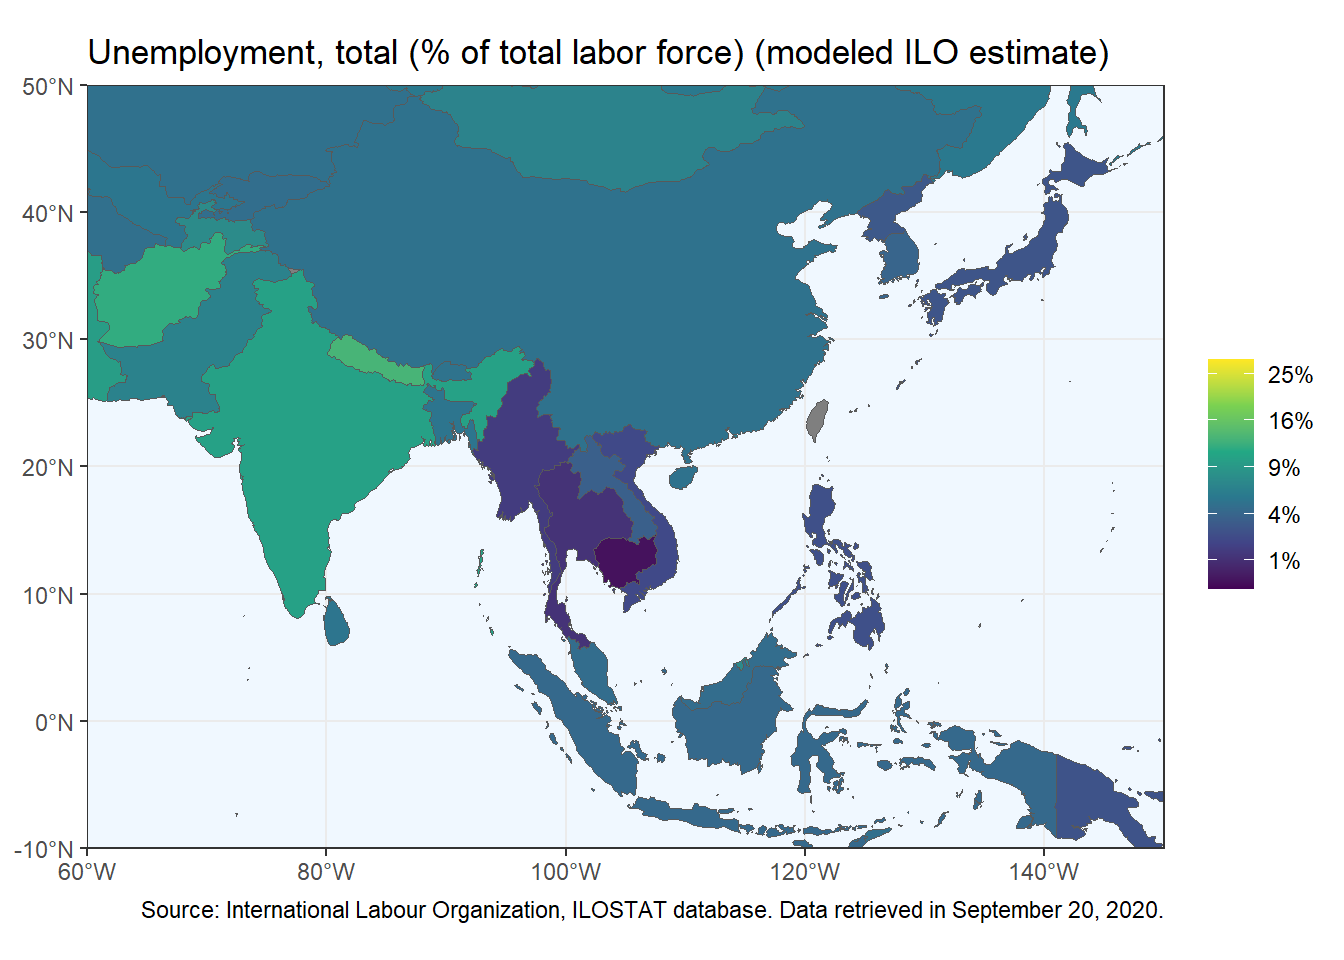 Unemployment, total (% of total labor force) (modeled ILO estimate)
50°N
40°N
30°N
20°N
10°N
0°N
-10°N
60°W
80°W
100°W
120°W
140°W
25%
16%
9%
4%
1%
Source: International Labour Organization, ILOSTAT database. Data retrieved in September 20, 2020.